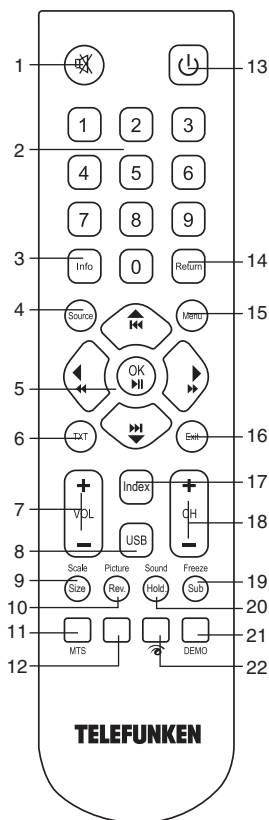 1 13
1 2 3
2
4 5 6
7 8 9
3 Info 0 Return 14
4 Source Menu 15
5 OK
6 TXT Exit 16
7 + VOL − Index 17
+ CH − 18
8 USB
Scale Picture Sound Freeze
9 Size Rev. Hold. Sub 19
10 20
11 MTS DEMO 21
12 22
TELEFUNKEN